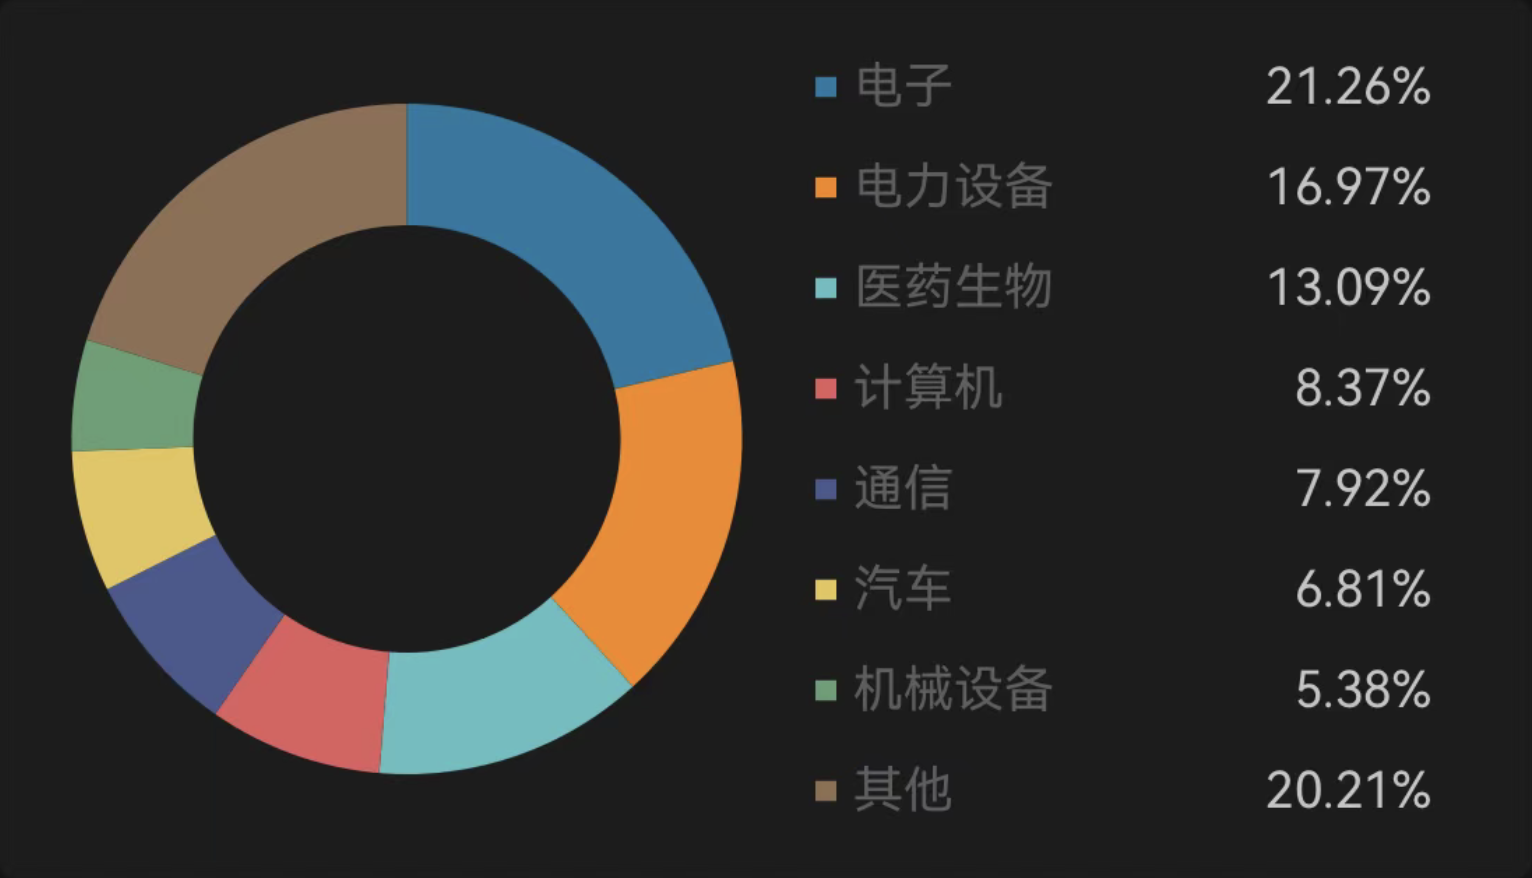 电子 21.26%
电力设备 16.97%
医药生物 13.09%
计算机 8.37%
通信 7.92%
汽车 6.81%
机械设备 5.38%
其他 20.21%